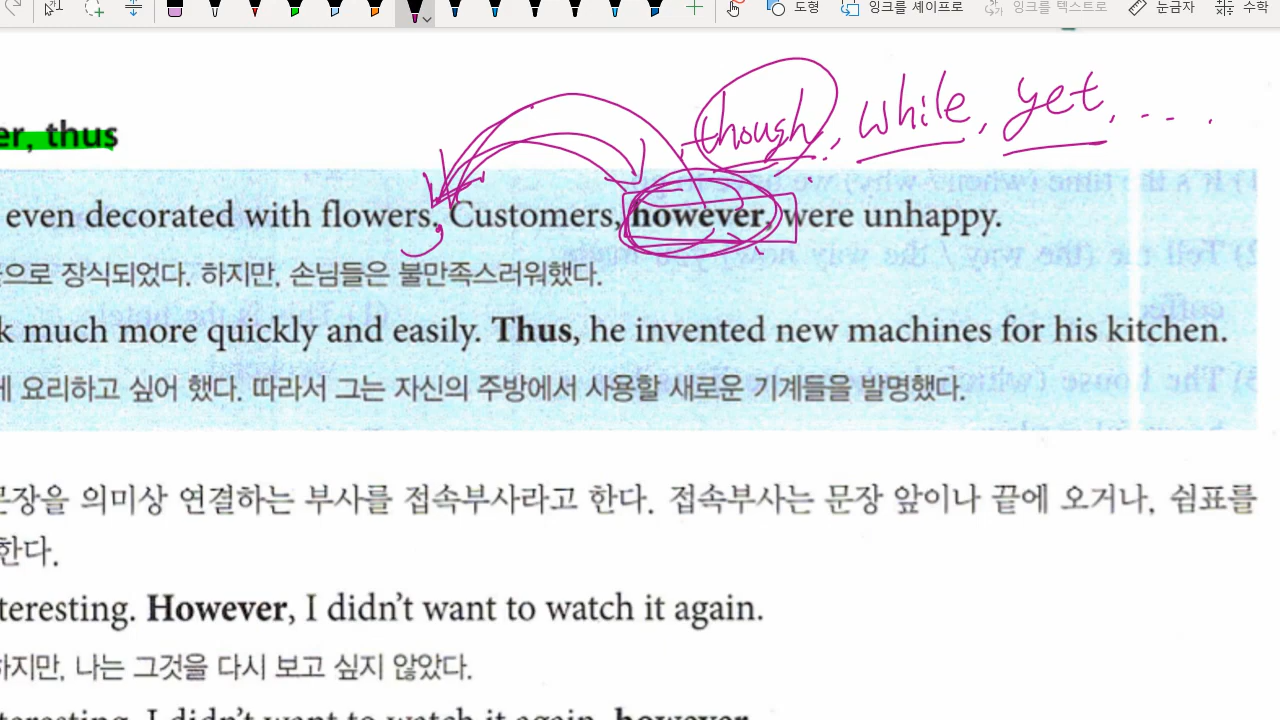 도형 잉크를 셰이프로 잉크를 텍스트로 눈금자 수학
though, while, yet, ....
er, thus
even decorated with flowers. Customers, however, were unhappy.
으로 장식되었다. 하지만, 손님들은 불만족스러워했다.
k much more quickly and easily. Thus, he invented new machines for his kitchen.
게 요리하고 싶어 했다. 따라서 그는 자신의 주방에서 사용할 새로운 기계들을 발명했다.
문장을 의미상 연결하는 부사를 접속부사라고 한다. 접속부사는 문장 앞이나 끝에 오거나, 쉼표를
한다.
teresting. However, I didn't want to watch it again.
하지만, 나는 그것을 다시 보고 싶지 않았다.
teresting. I didn't want to watch it again, however.